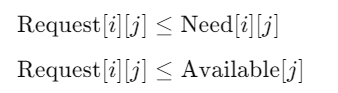 Request[i][j] ≤ Need[i][j]
Request[i][j] ≤ Available[j]